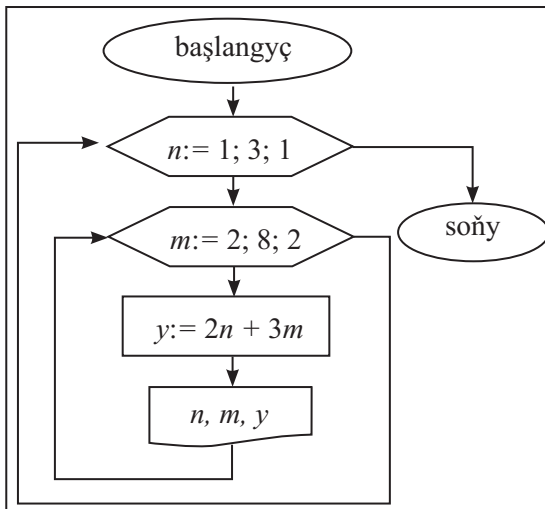 başlangyç
n:= 1; 3; 1
m:= 2; 8; 2
soňy
y:= 2n + 3m
n, m, y